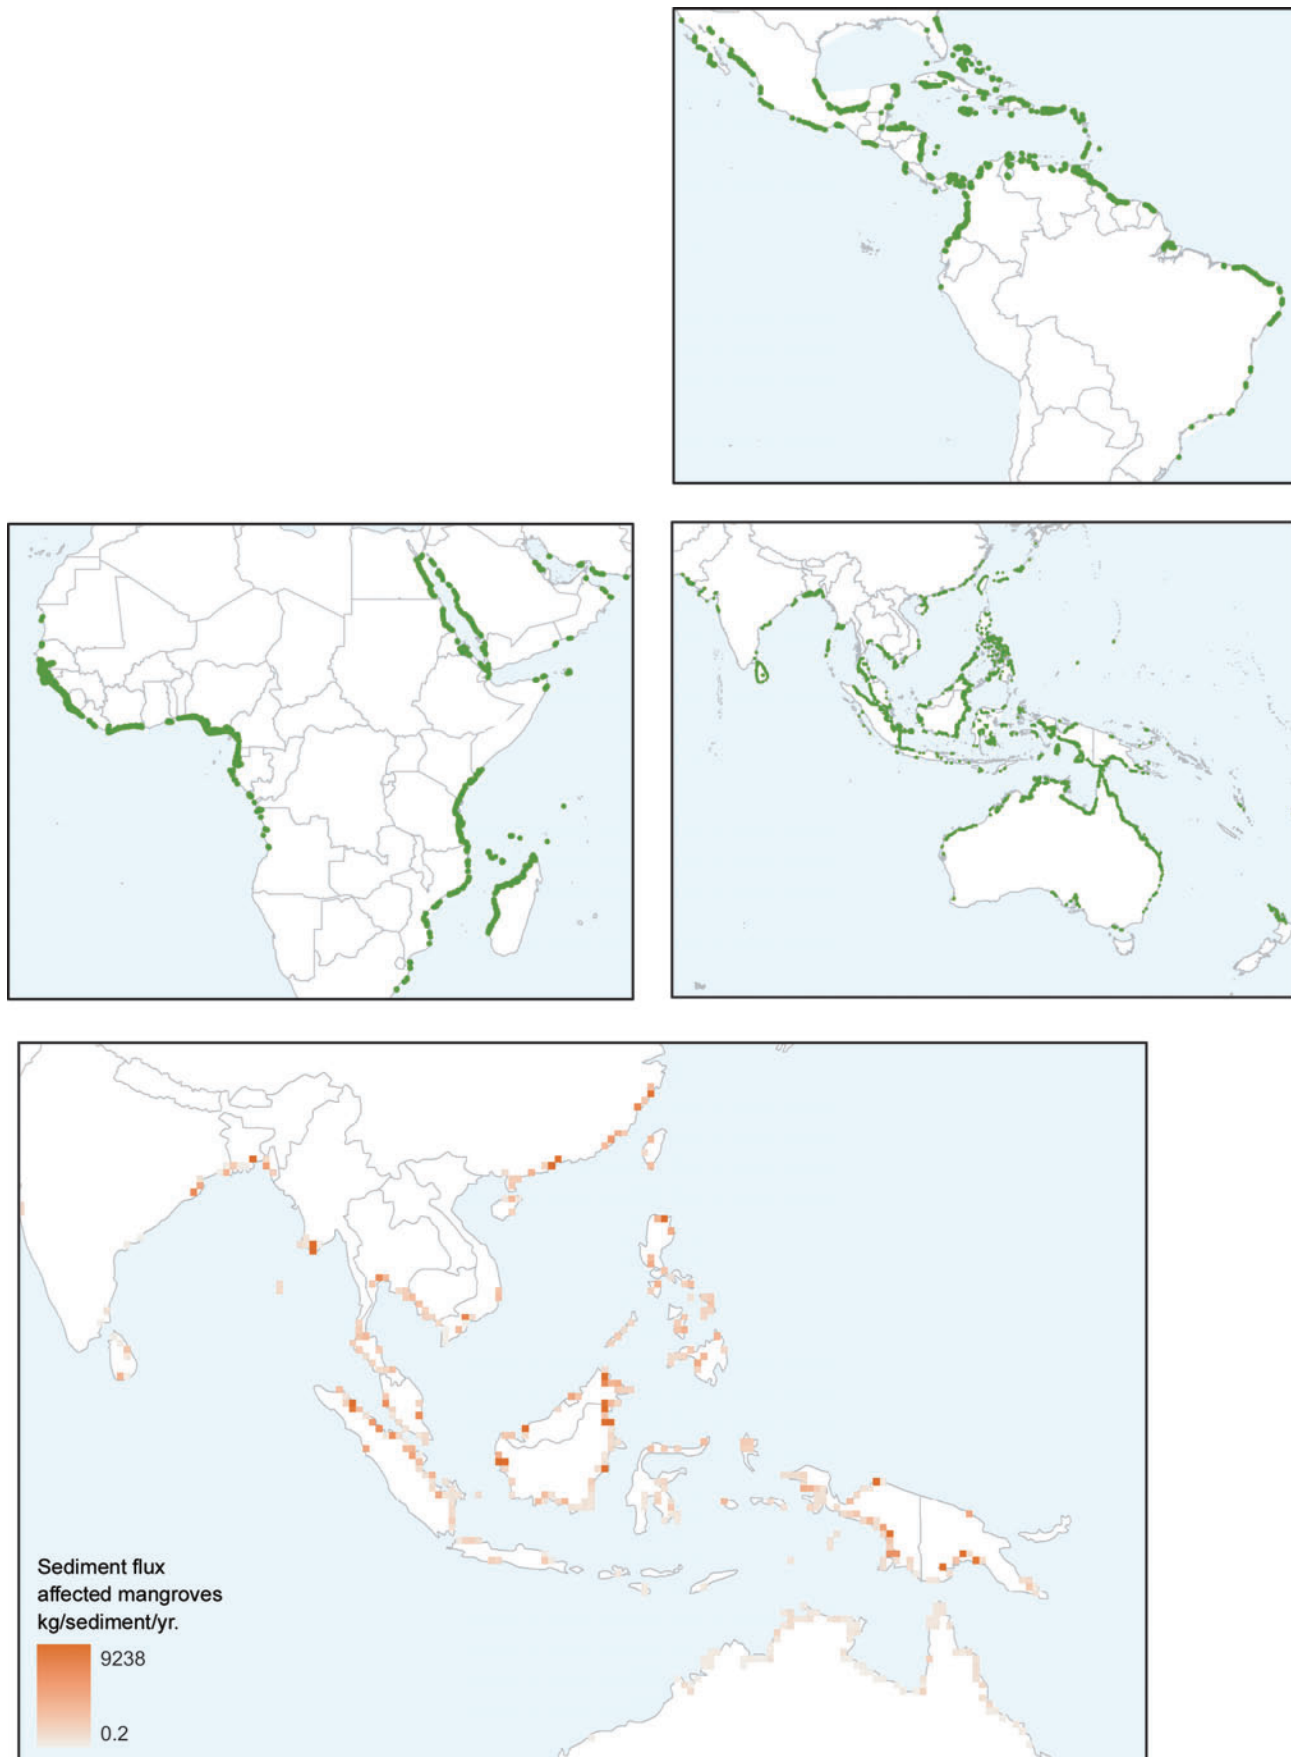 Sediment flux
affected mangroves
kg/sediment/yr.
9238
0.2